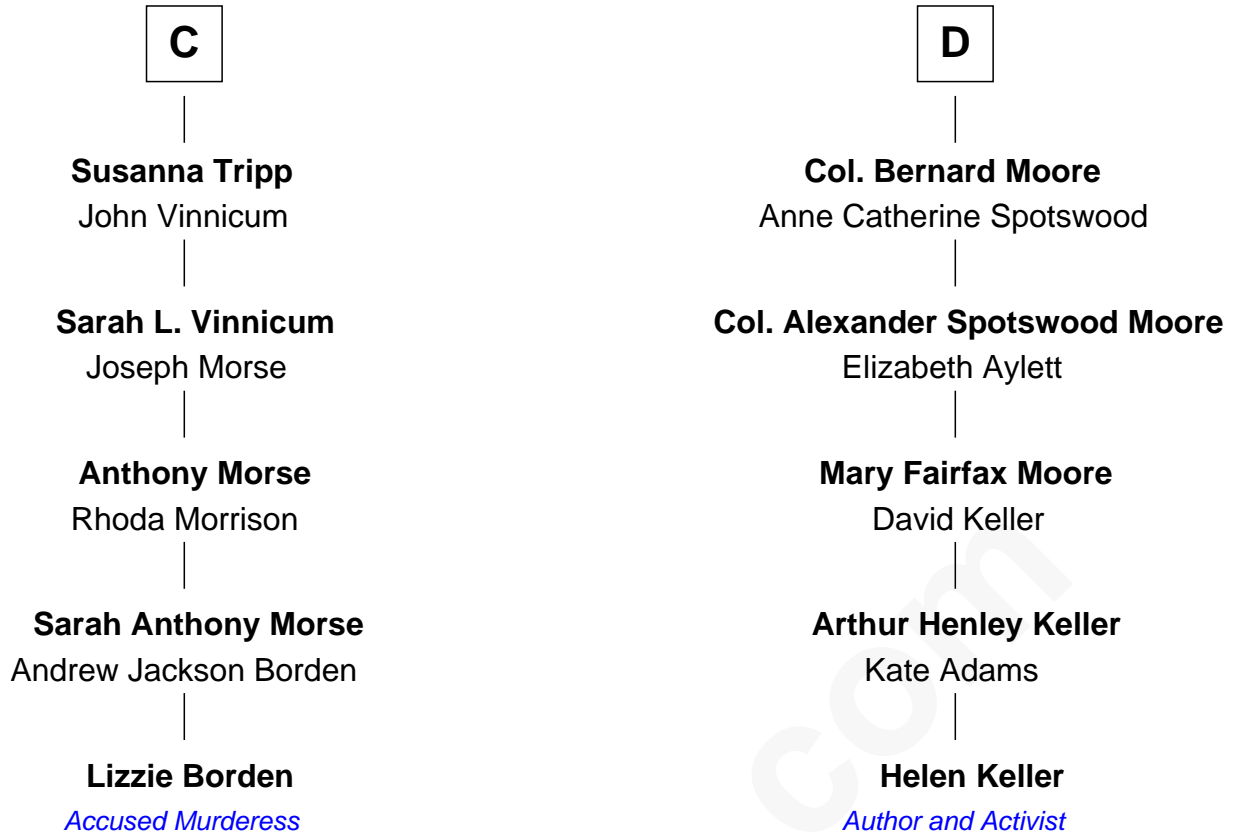 C
Susanna Tripp
John Vinnicum
Sarah L. Vinnicum
Joseph Morse
Anthony Morse
Rhoda Morrison
Sarah Anthony Morse
Andrew Jackson Borden
Lizzie Borden
Accused Murderess
D
Col. Bernard Moore
Anne Catherine Spotswood
Col. Alexander Spotswood Moore
Elizabeth Aylett
Mary Fairfax Moore
David Keller
Arthur Henley Keller
Kate Adams
Helen Keller
Author and Activist
com